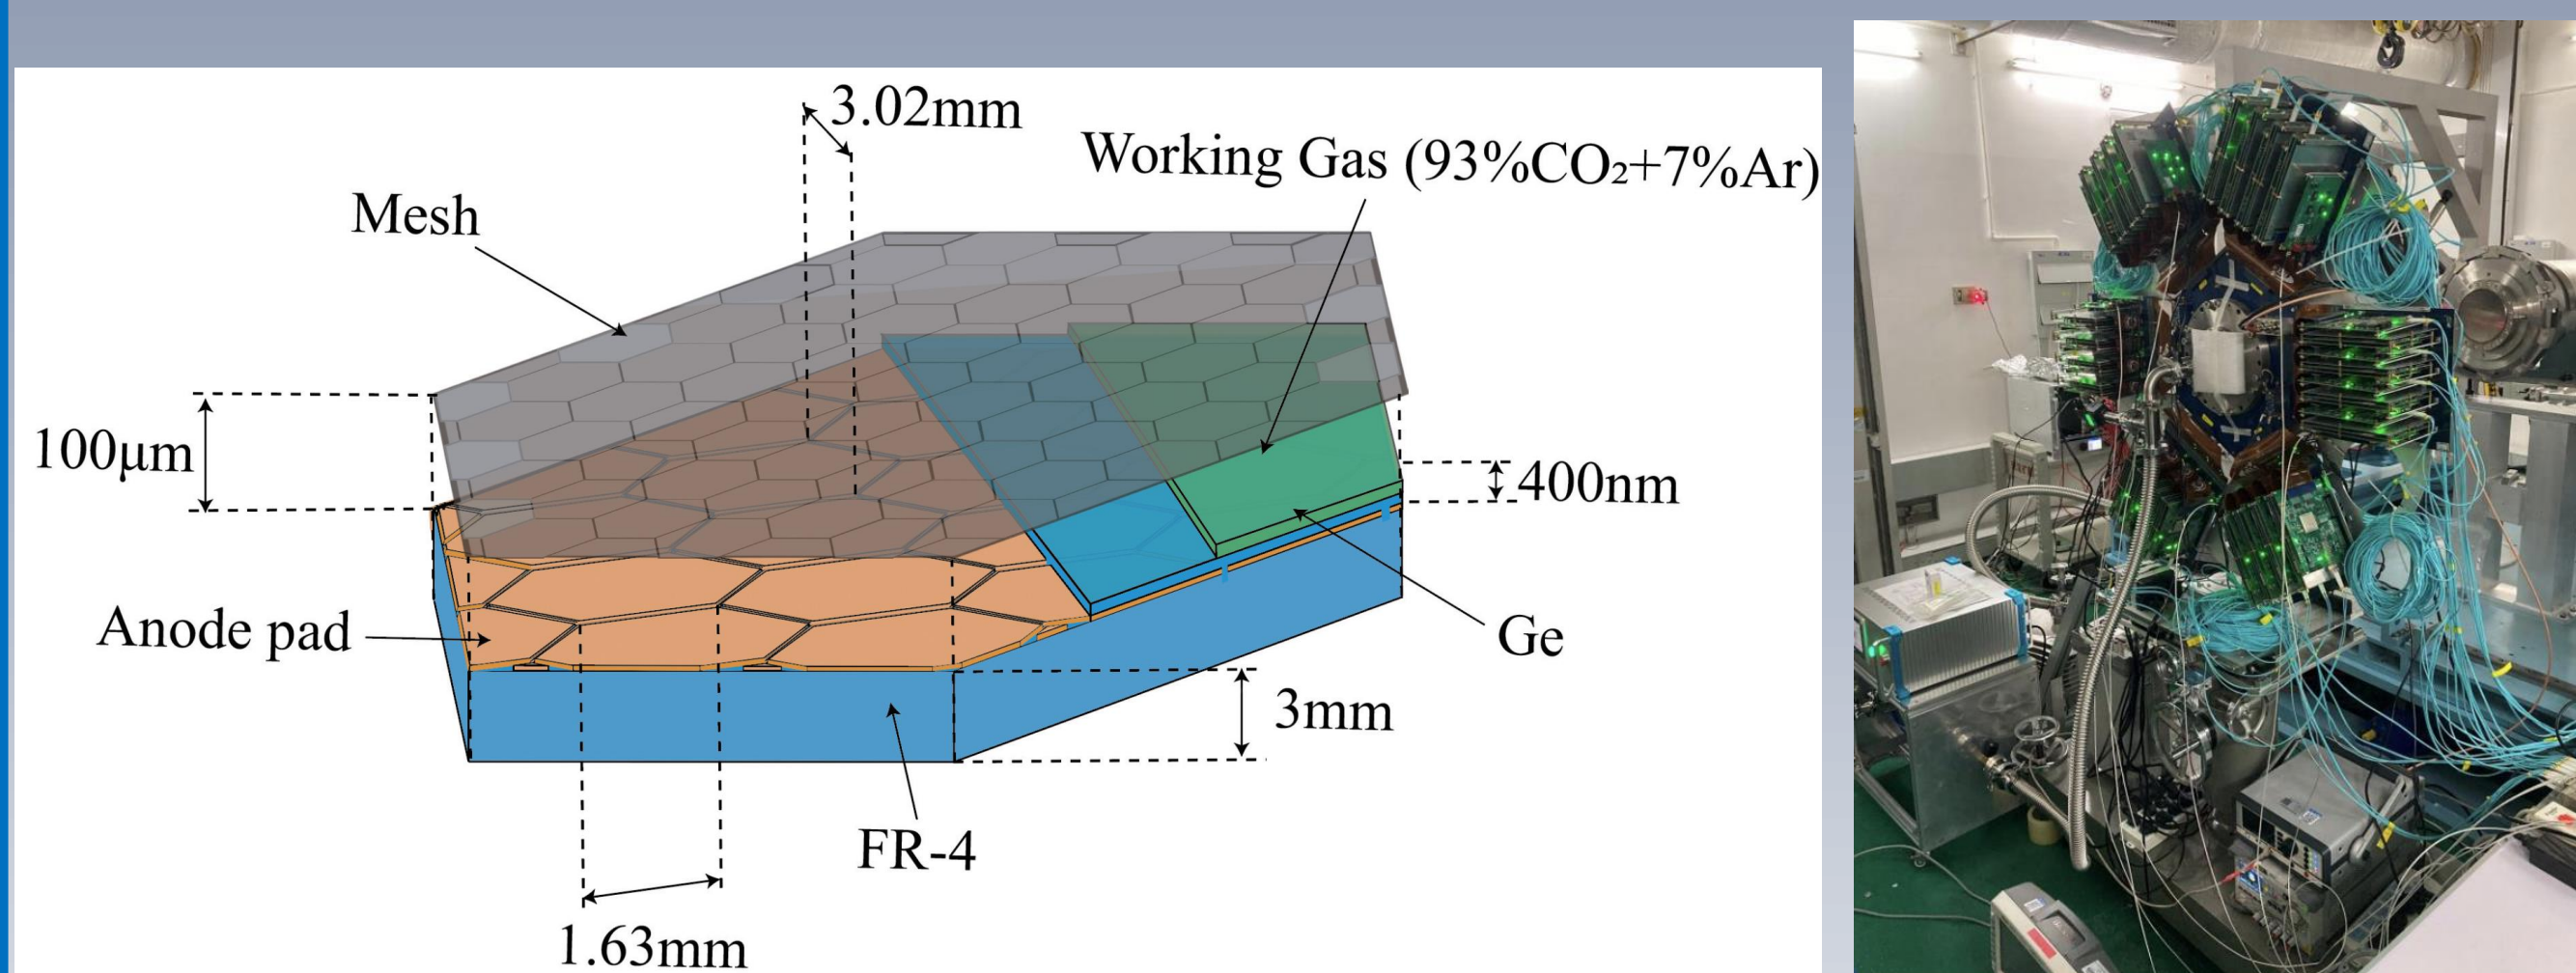 3.02mm
Working Gas (93%CO₂+7%Ar)
Mesh
100μm
400nm
Anode pad
Ge
3mm
FR-4
1.63mm